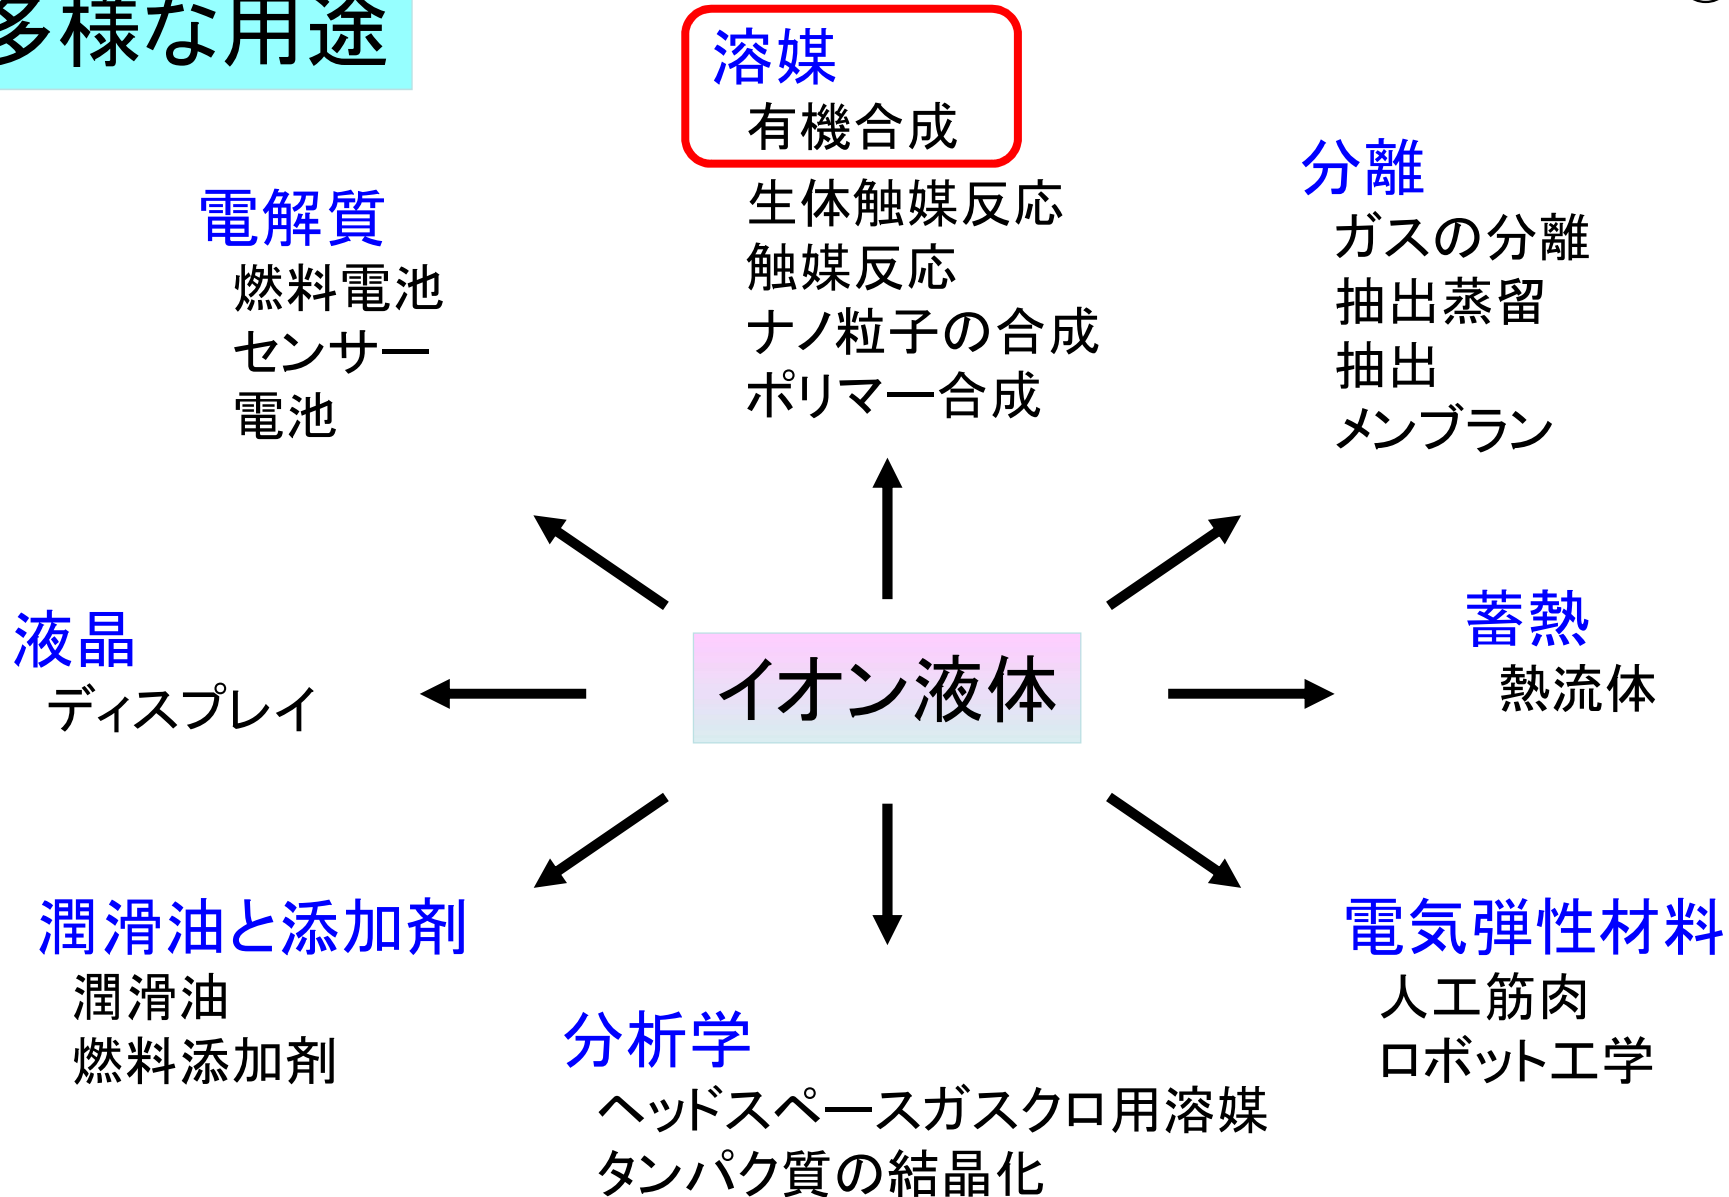 多様な用途
溶媒
有機合成
生体触媒反応
触媒反応
ナノ粒子の合成
ポリマー合成
電解質
燃料電池
センサー
電池
分離
ガスの分離
抽出蒸留
抽出
メンブラン
液晶
ディスプレイ
イオン液体
蓄熱
熱流体
潤滑油と添加剤
潤滑油
燃料添加剤
分析学
ヘッドスペースガスクロ用溶媒
タンパク質の結晶化
電気弾性材料
人工筋肉
ロボット工学